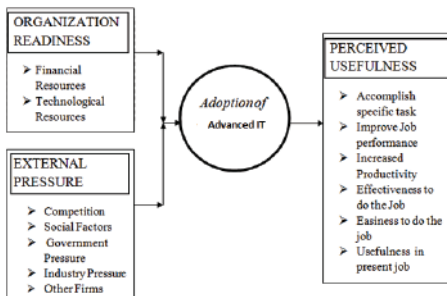 ORGANIZATION
READINESS
➢ Financial
Resources
➢ Technological
Resources
EXTERNAL
PRESSURE
➢ Competition
➢ Social Factors
➢ Government
Pressure
➢ Industry Pressure
➢ Other Firms
Adoption of
Advanced IT
PERCEIVED
USEFULNESS
➢ Accomplish
specific task
➢ Improve Job
performance
➢ Increased
Productivity
➢ Effectiveness to
do the Job
➢ Easiness to do the
job
➢ Usefulness in
present job